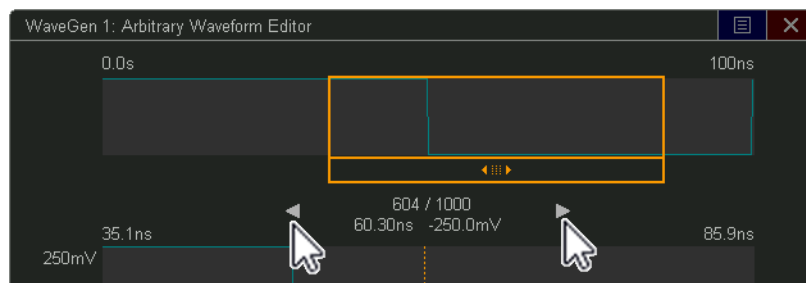 WaveGen 1: Arbitrary Waveform Editor
0.0s 100ns
604 / 1000
60.30ns -250.0mV
35.1ns 85.9ns
250mV